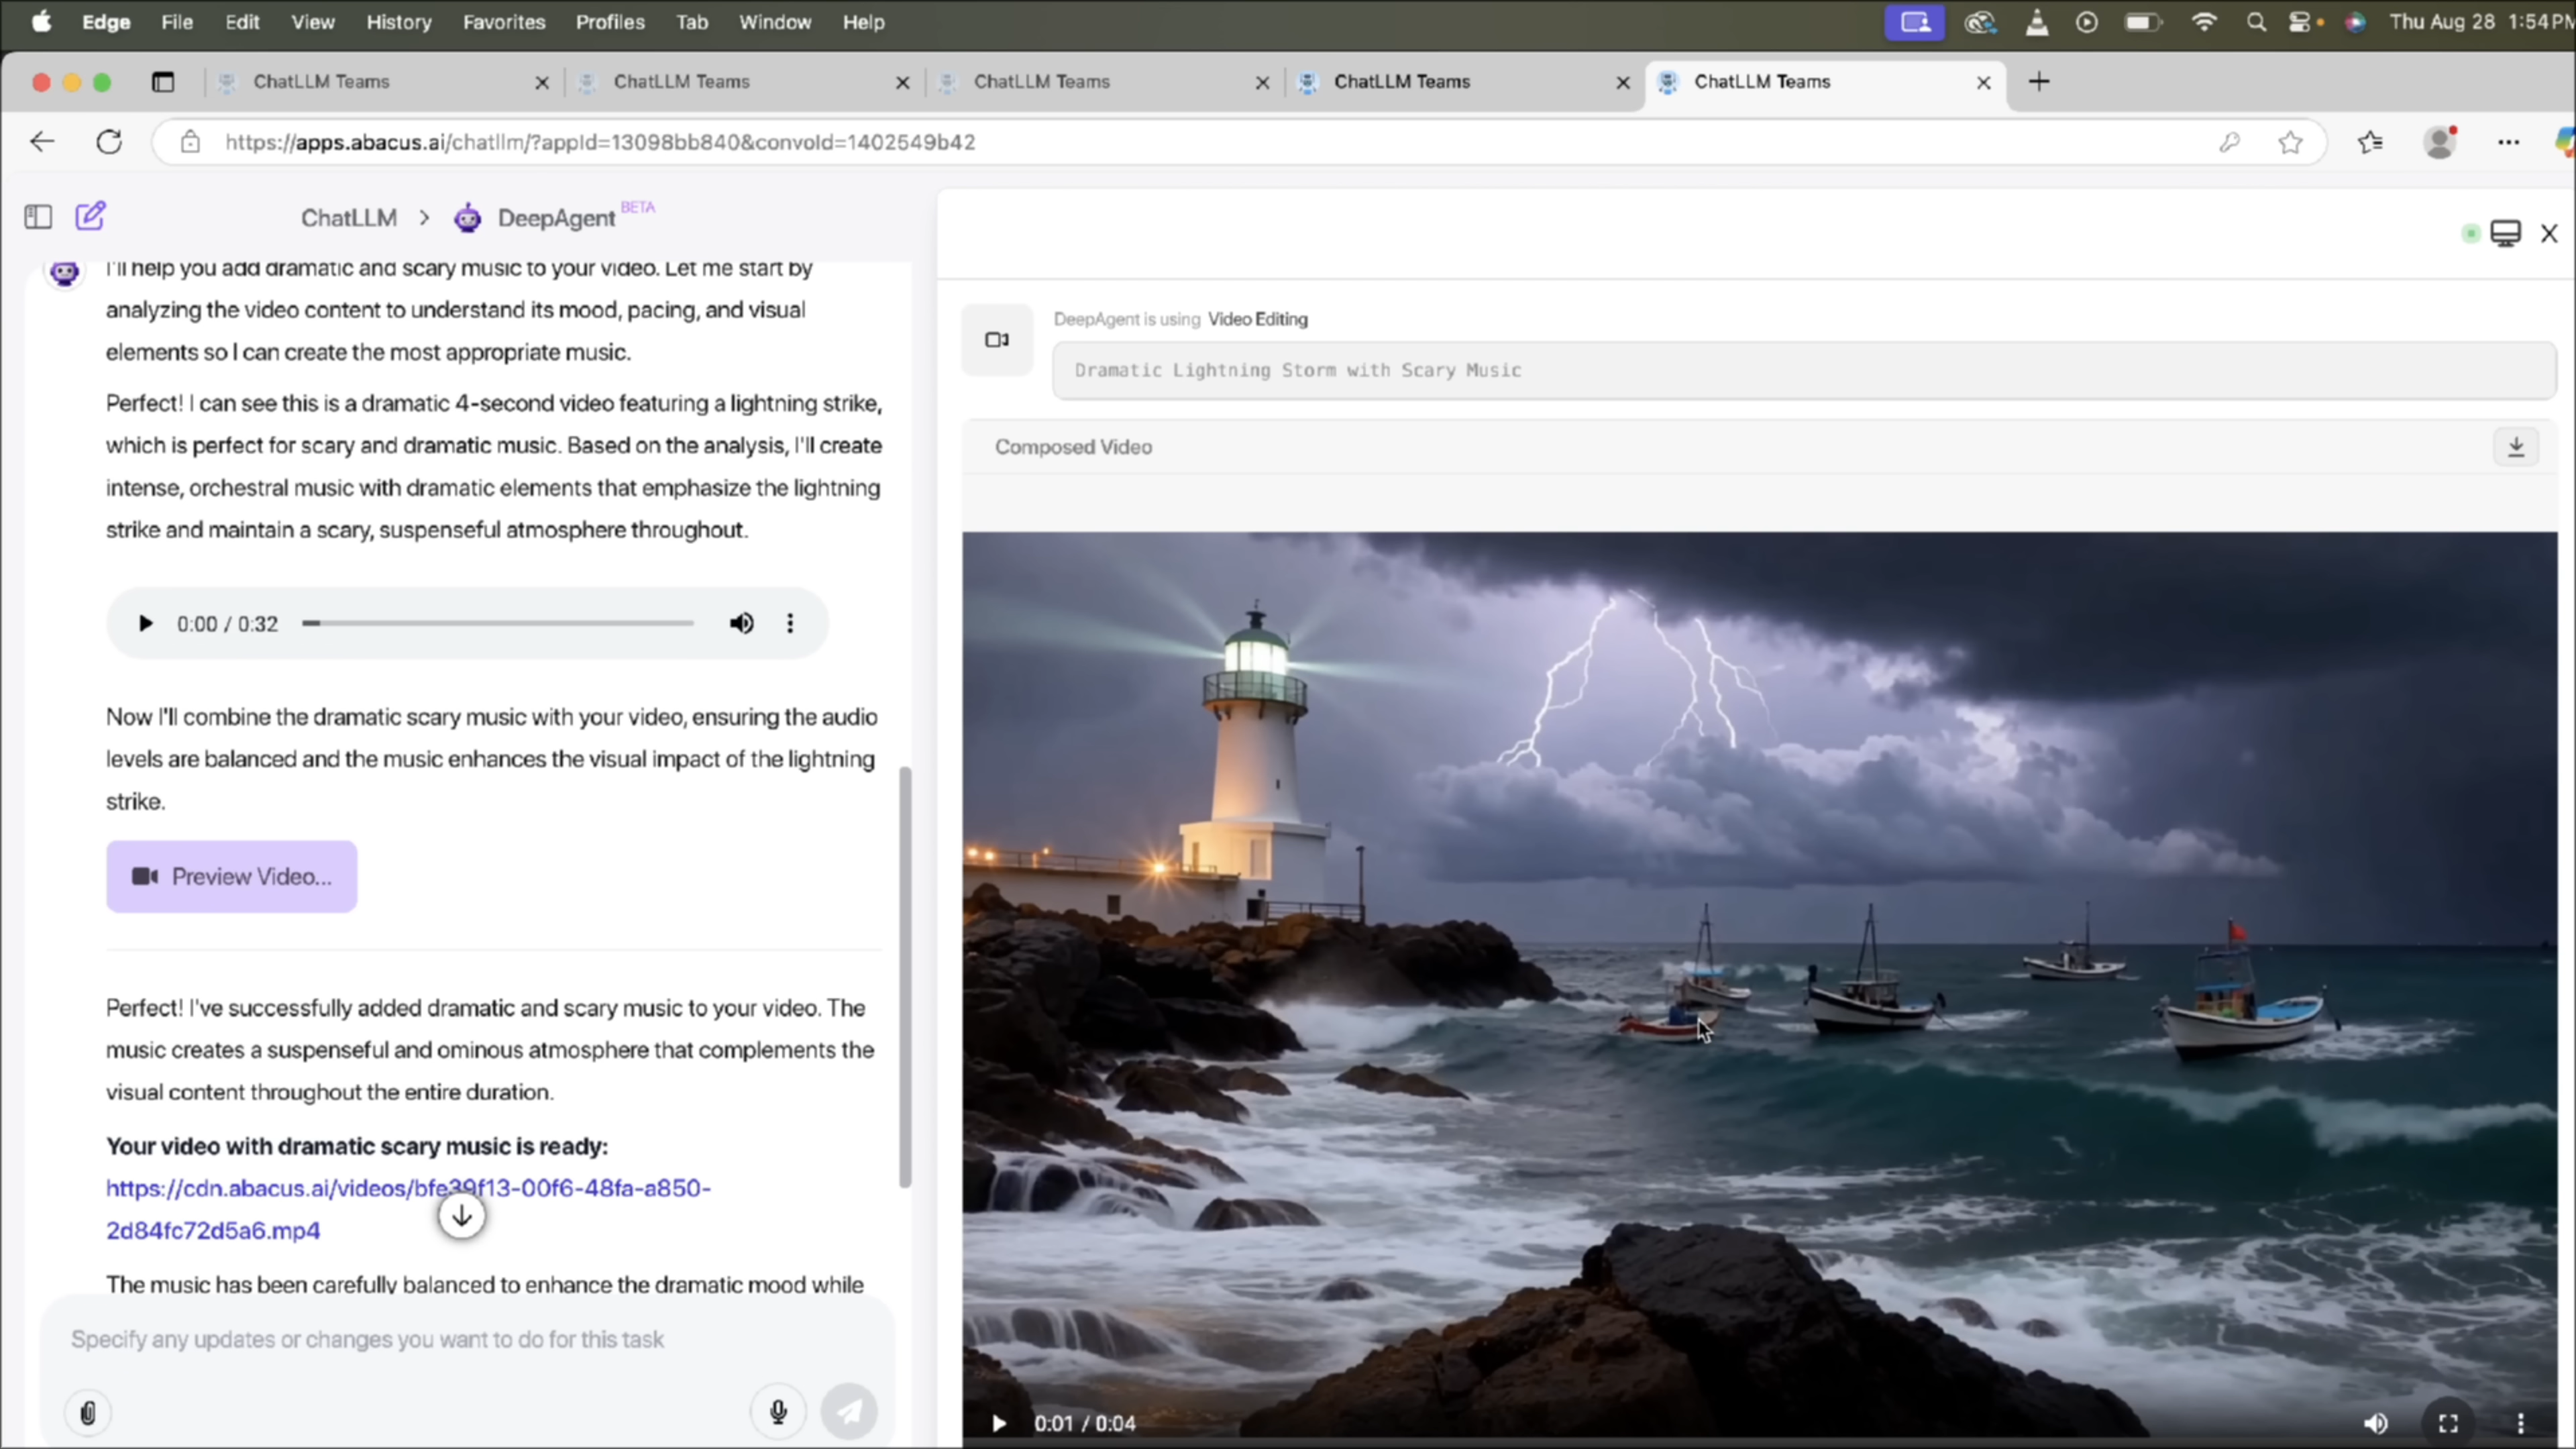 Edge File Edit View History Favorites Profiles Tab Window Help
Thu Aug 28 1:54PM
ChatLLM Teams
ChatLLM Teams
ChatLLM Teams
ChatLLM Teams
ChatLLM Teams
https://apps.abacus.ai/chatllm/?appId=13098bb840&convoId=1402549b42
ChatLLM > DeepAgent BETA
I'll help you add dramatic and scary music to your video. Let me start by
analyzing the video content to understand its mood, pacing, and visual
elements so I can create the most appropriate music.
Perfect! I can see this is a dramatic 4-second video featuring a lightning strike,
which is perfect for scary and dramatic music. Based on the analysis, I'll create
intense, orchestral music with dramatic elements that emphasize the lightning
strike and maintain a scary, suspenseful atmosphere throughout.
0:00 / 0:32
Now I'll combine the dramatic scary music with your video, ensuring the audio
levels are balanced and the music enhances the visual impact of the lightning
strike.
Preview Video...
Perfect! I've successfully added dramatic and scary music to your video. The
music creates a suspenseful and ominous atmosphere that complements the
visual content throughout the entire duration.
Your video with dramatic scary music is ready:
https://cdn.abacus.ai/videos/bfe39f13-00f6-48fa-a850-
2d84fc72d5a6.mp4
The music has been carefully balanced to enhance the dramatic mood while
Specify any updates or changes you want to do for this task
DeepAgent is using Video Editing
Dramatic Lightning Storm with Scary Music
Composed Video
0:01 / 0:04